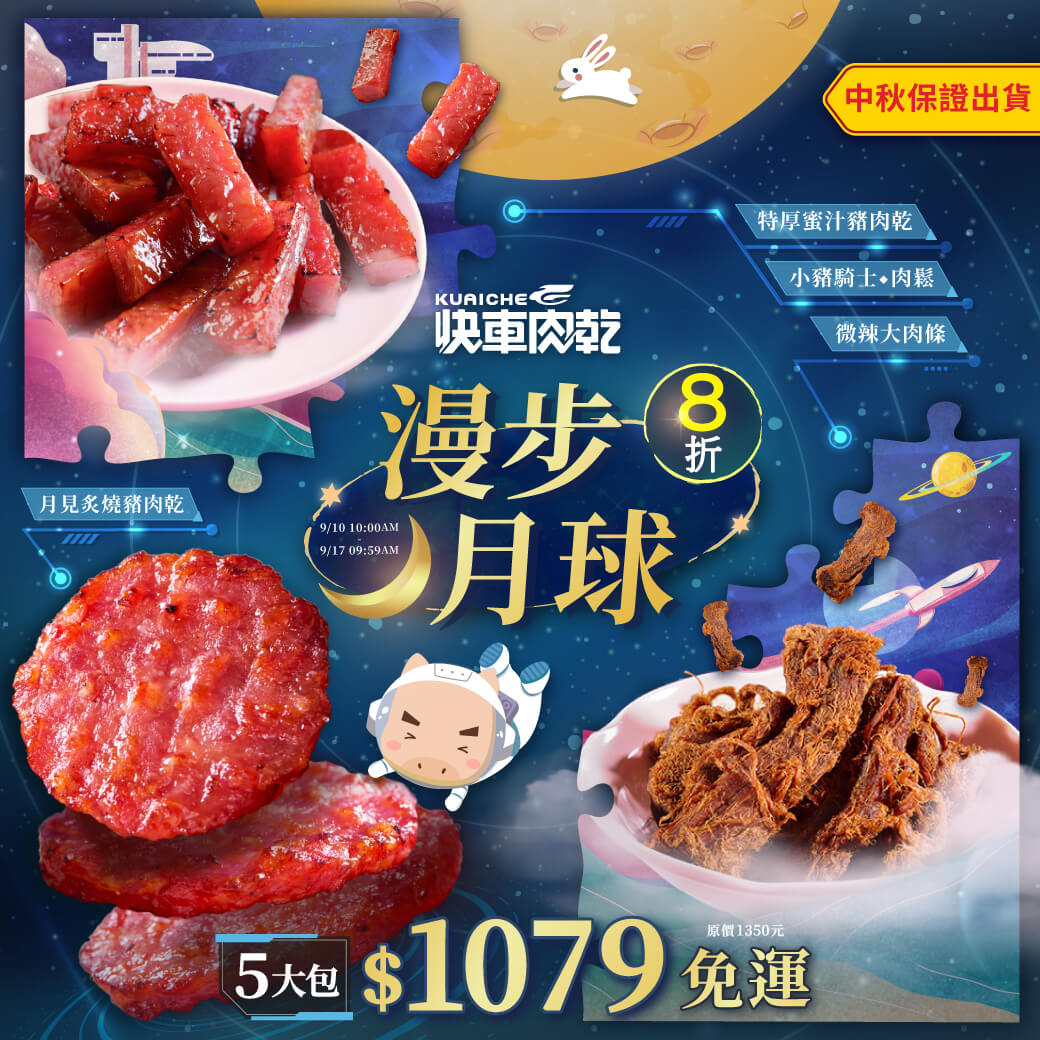 中秋保證出貨
特厚蜜汁豬肉乾
小豬騎士◆肉鬆
微辣大肉條
KUAICHE
快車肉乾
漫步
8
折
月球
9/10 10:00AM
-
9/17 09:59AM
月見炙燒豬肉乾
原價1350元
5大包 $1079 免運